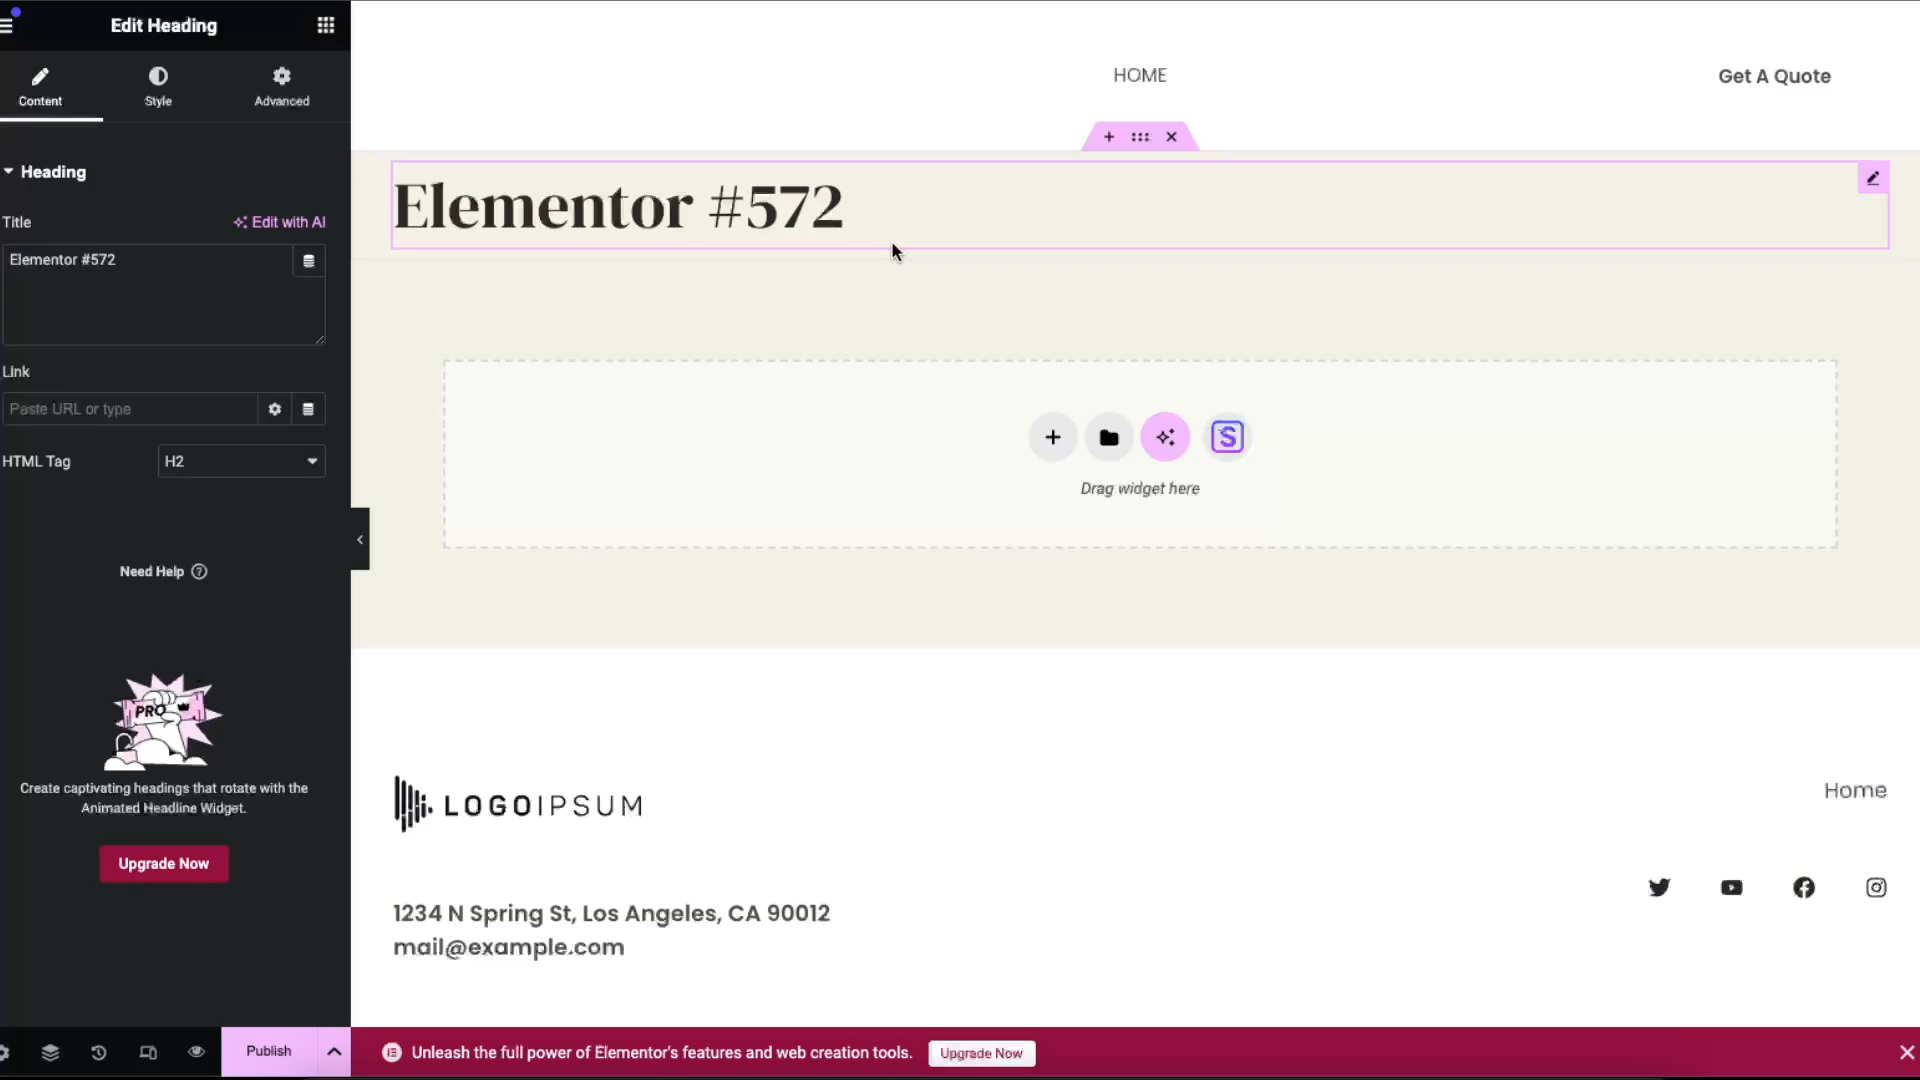 Edit Heading
Content
Style
Advanced
Heading
Title
Edit with AI
Elementor #572
Link
Paste URL or type
HTML Tag
H2
Need Help
PRO
Create captivating headings that rotate with the
Animated Headline Widget.
Upgrade Now
Publish
HOME
Get A Quote
Elementor #572
Drag widget here
LOGOIPSUM
Home
1234 N Spring St, Los Angeles, CA 90012
mail@example.com
Unleash the full power of Elementor's features and web creation tools.
Upgrade Now